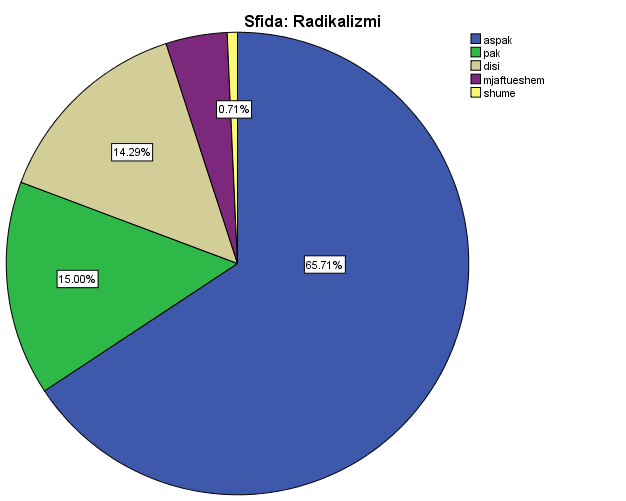 Sfida: Radikalizmi
aspak
pak
disi
mjaftueshem
shume
0.71%
14.29%
65.71%
15.00%